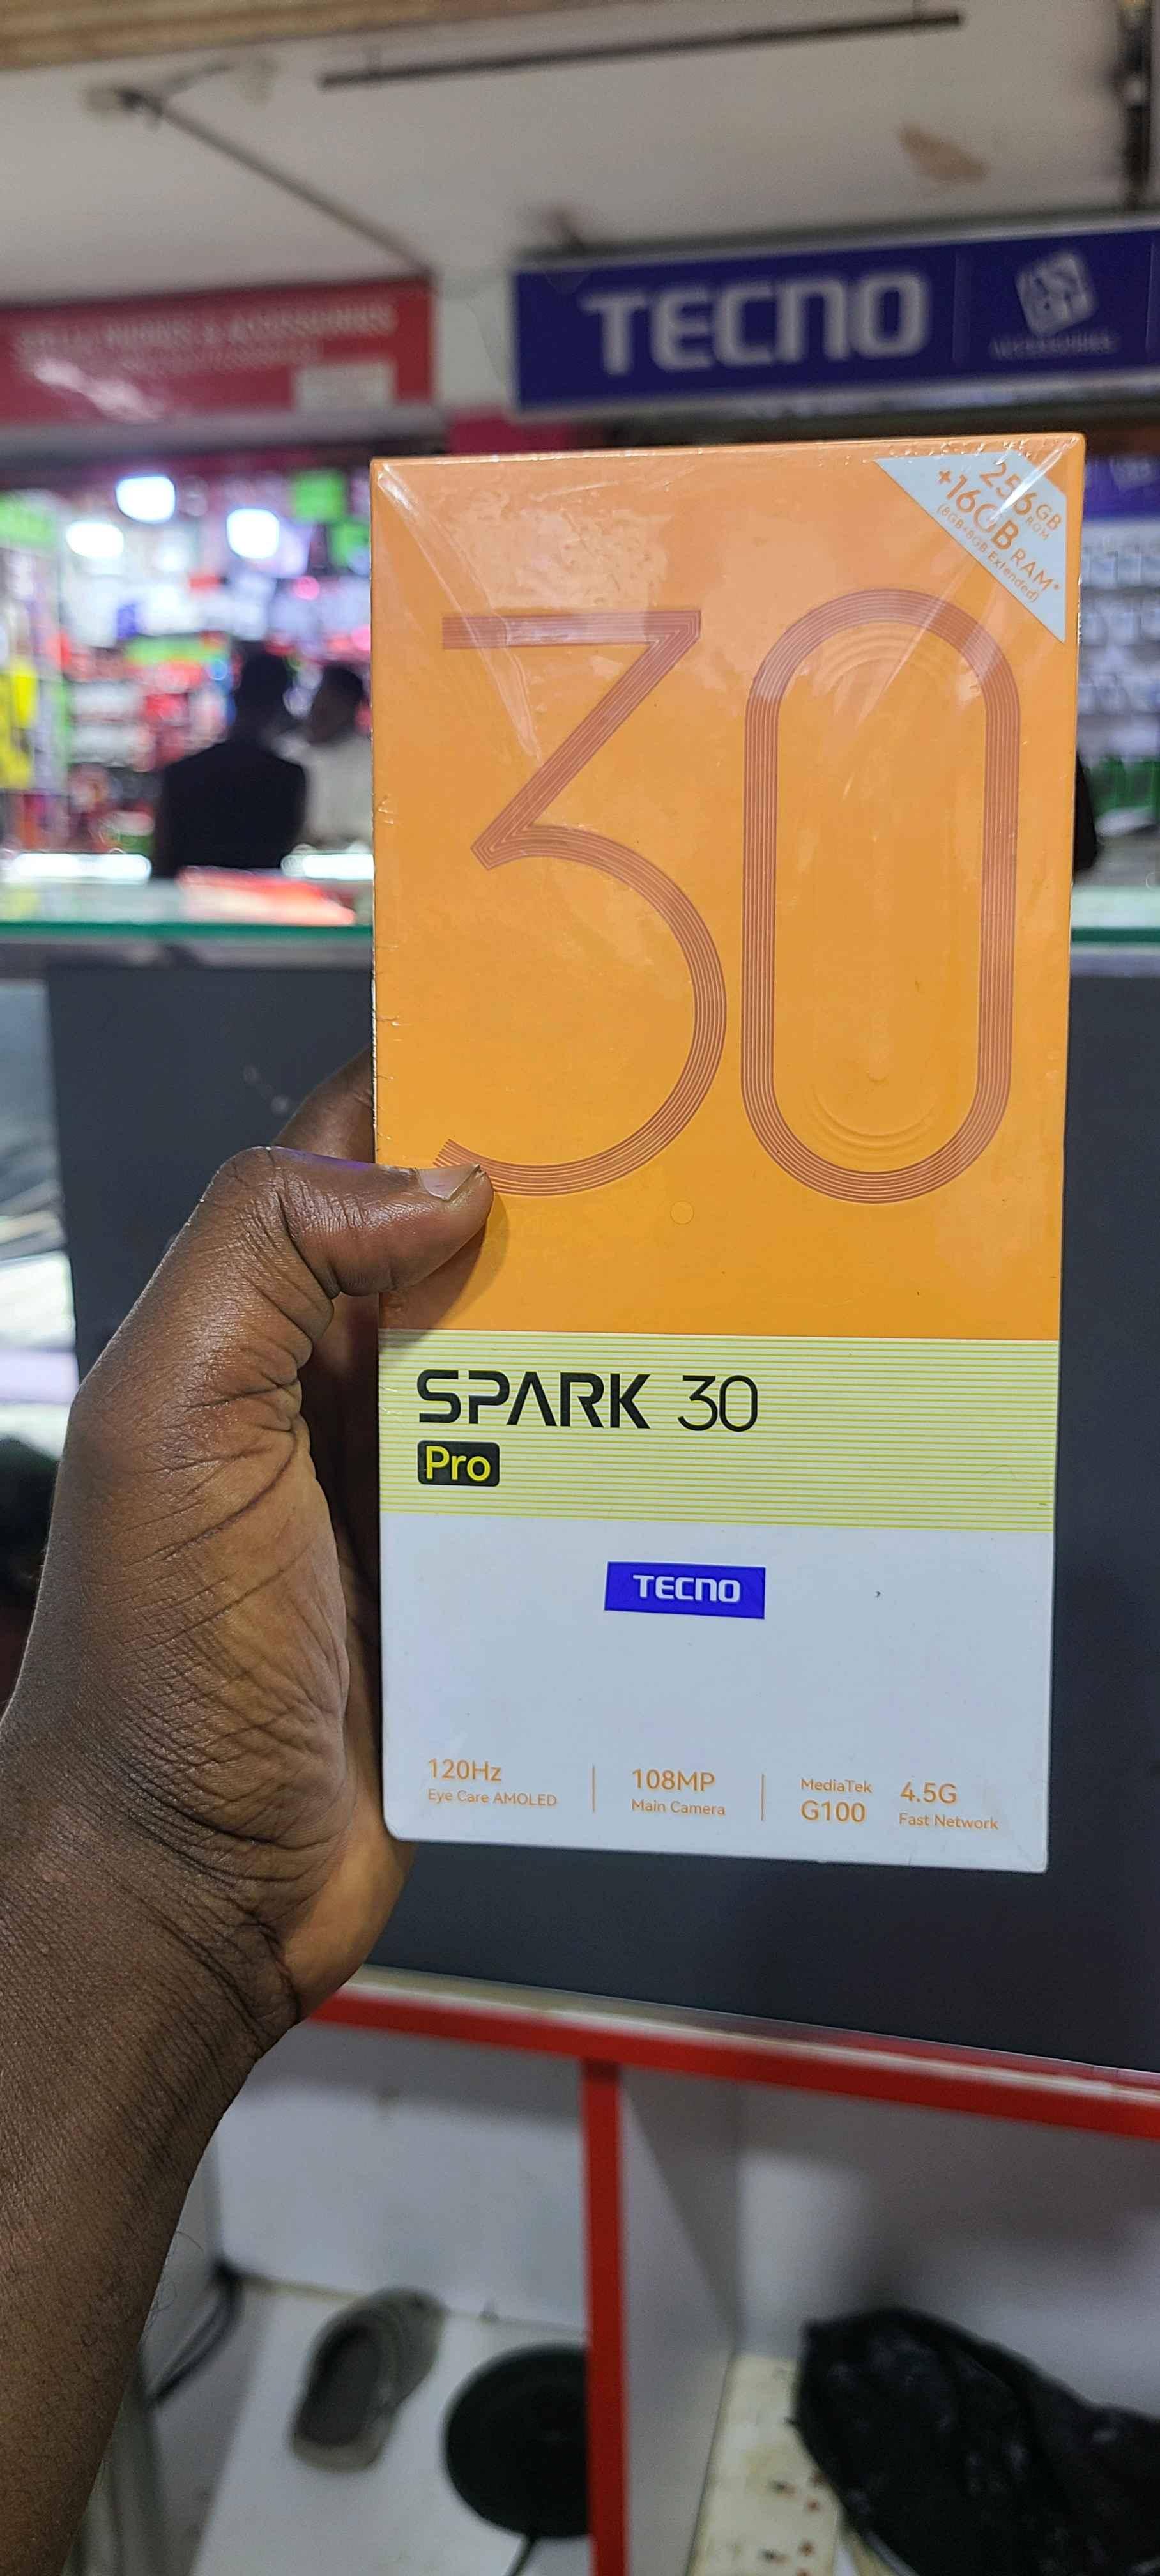 TECNO
ACCESSORIES
256GB
ROM
+16GB RAM*
(8GB+8GB Extended)
30
SPARK 30
Pro
TECNO
120Hz
Eye Care AMOLED
108MP
Main Camera
MediaTek
G100
4.5G
Fast Network